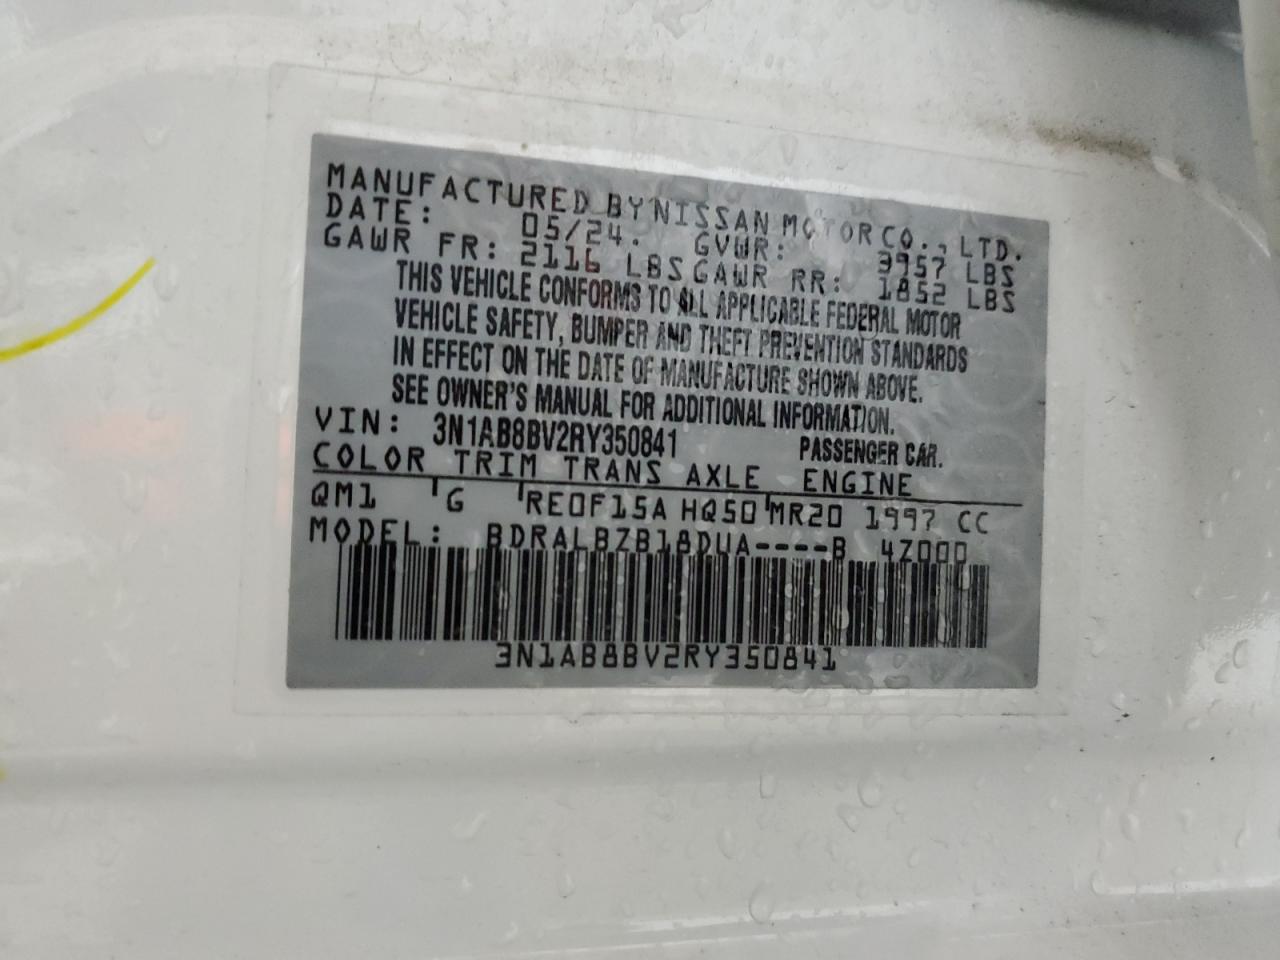 MANUFACTURED BY NISSAN MOTOR CO., LTD.
DATE: 05/24. GVWR: 3957 LBS
GAWR FR: 2116 LBS GAWR RR: 1852 LBS
THIS VEHICLE CONFORMS TO ALL APPLICABLE FEDERAL MOTOR
VEHICLE SAFETY, BUMPER AND THEFT PREVENTION STANDARDS
IN EFFECT ON THE DATE OF MANUFACTURE SHOWN ABOVE.
SEE OWNER'S MANUAL FOR ADDITIONAL INFORMATION.
VIN: 3N1AB8BV2RY350841 PASSENGER CAR.
COLOR TRIM TRANS AXLE ENGINE
QM1 G RE0F15A HQ50 MR20 1997 CC
MODEL: BDRALBZB18DUA----B 4Z000
3N1AB8BV2RY350841